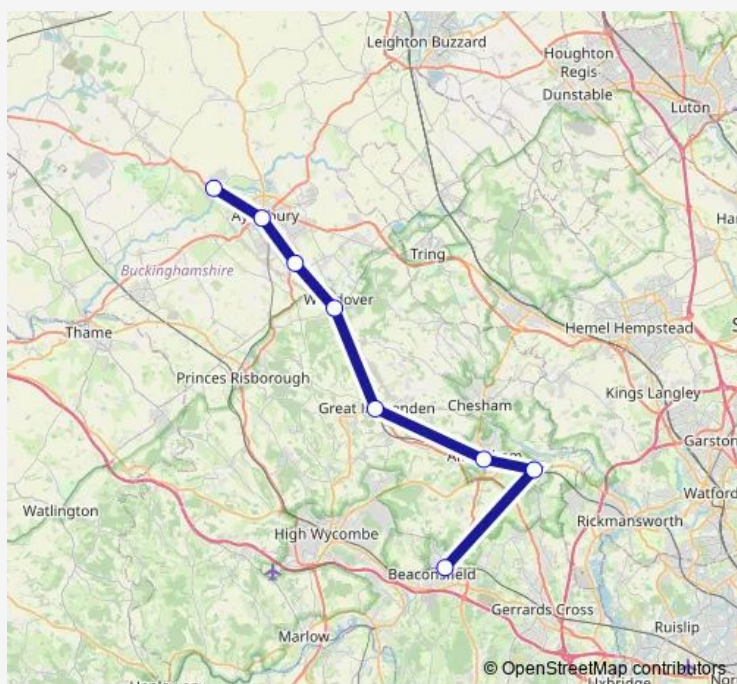 Leighton Buzzard
Houghton
Regis
Dunstable
Luton
Buckinghamshire
Tring
Thame
Hemel Hempstead
Princes Risborough
Kings Langley
Chesham
Garston
Watford
Watlington
Rickmansworth
High Wycombe
Beaconsfield
Gerrards Cross
Ruislip
Marlow
Uxbridge
© OpenStreetMap contributors